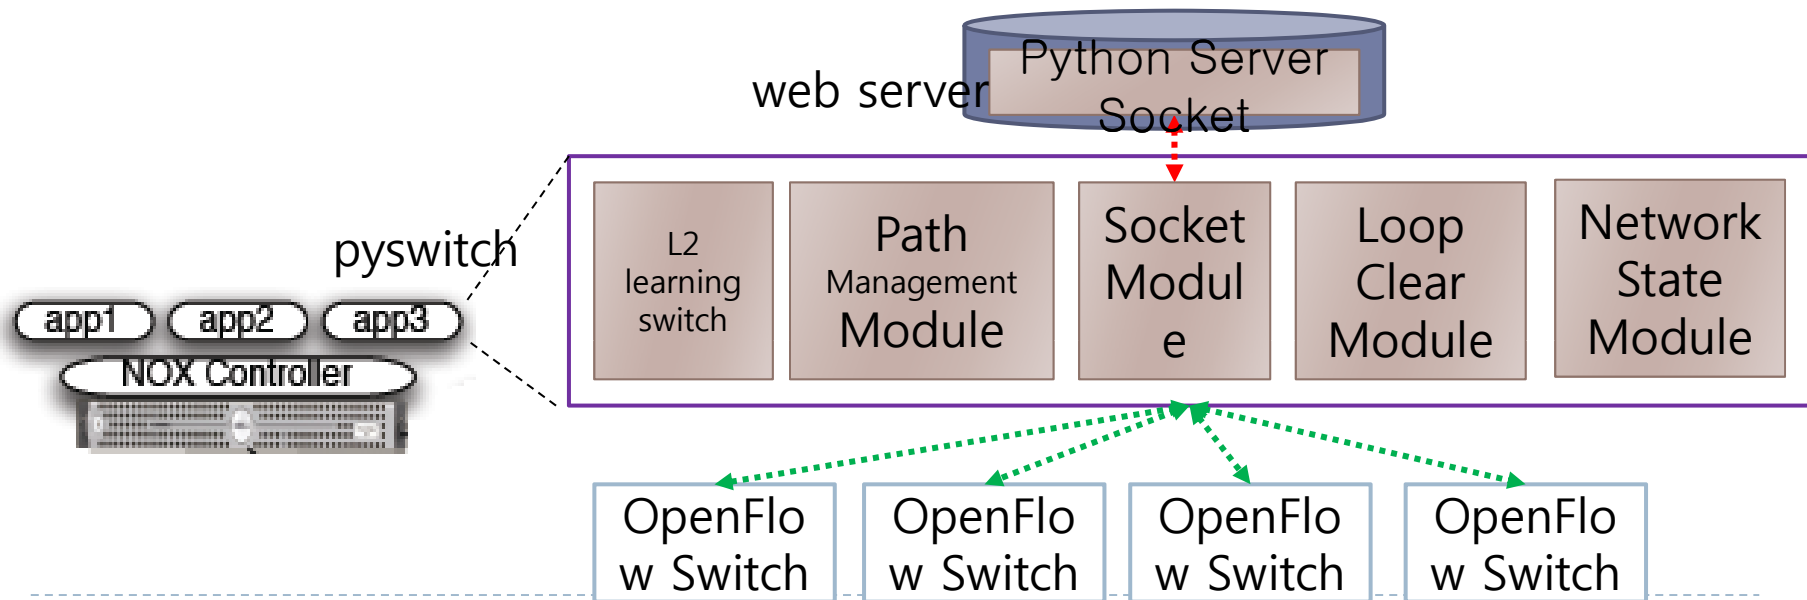 Python Server
Socket
web server
pyswitch
L2
learning
switch
Path
Management
Module
Socket
Modul
e
Loop
Clear
Module
Network
State
Module
app1
app2
app3
NOX Controller
OpenFlo
w Switch
OpenFlo
w Switch
OpenFlo
w Switch
OpenFlo
w Switch